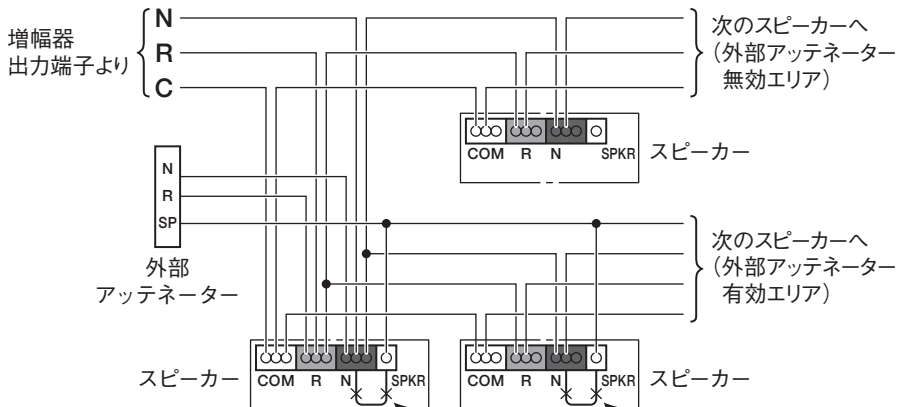 増幅器
出力端子より
N
R
C
次のスピーカーへ
（外部アッテネーター
無効エリア）
COM R N SPKR
スピーカー
N
R
SP
外部
アッテネーター
次のスピーカーへ
（外部アッテネーター
有効エリア）
スピーカー
COM R N SPKR
COM R N SPKR
スピーカー